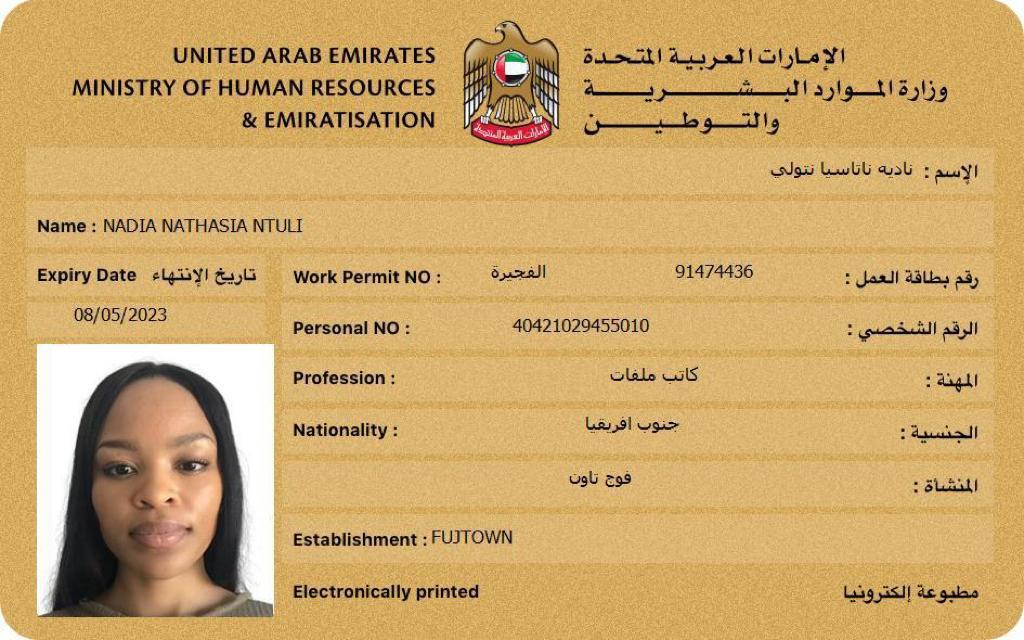 UNITED ARAB EMIRATES
MINISTRY OF HUMAN RESOURCES
& EMIRATISATION
الإمارات العربية المتحدة
وزارة المـوارد البـشـريـة
والتـوطـيـن
الإمارات العربية المتحدة
الإسم : ناديه ناتاسيا نتولي
Name : NADIA NATHASIA NTULI
Expiry Date تاريخ الإنتهاء
08/05/2023
Work Permit NO : الفجيرة 91474436 رقم بطاقة العمل :
Personal NO : 40421029455010 الرقم الشخصي :
Profession : كاتب ملفات المهنة :
Nationality : جنوب افريقيا الجنسية :
فوج تاون المنشأة :
Establishment : FUJTOWN
Electronically printed مطبوعة إلكترونيا